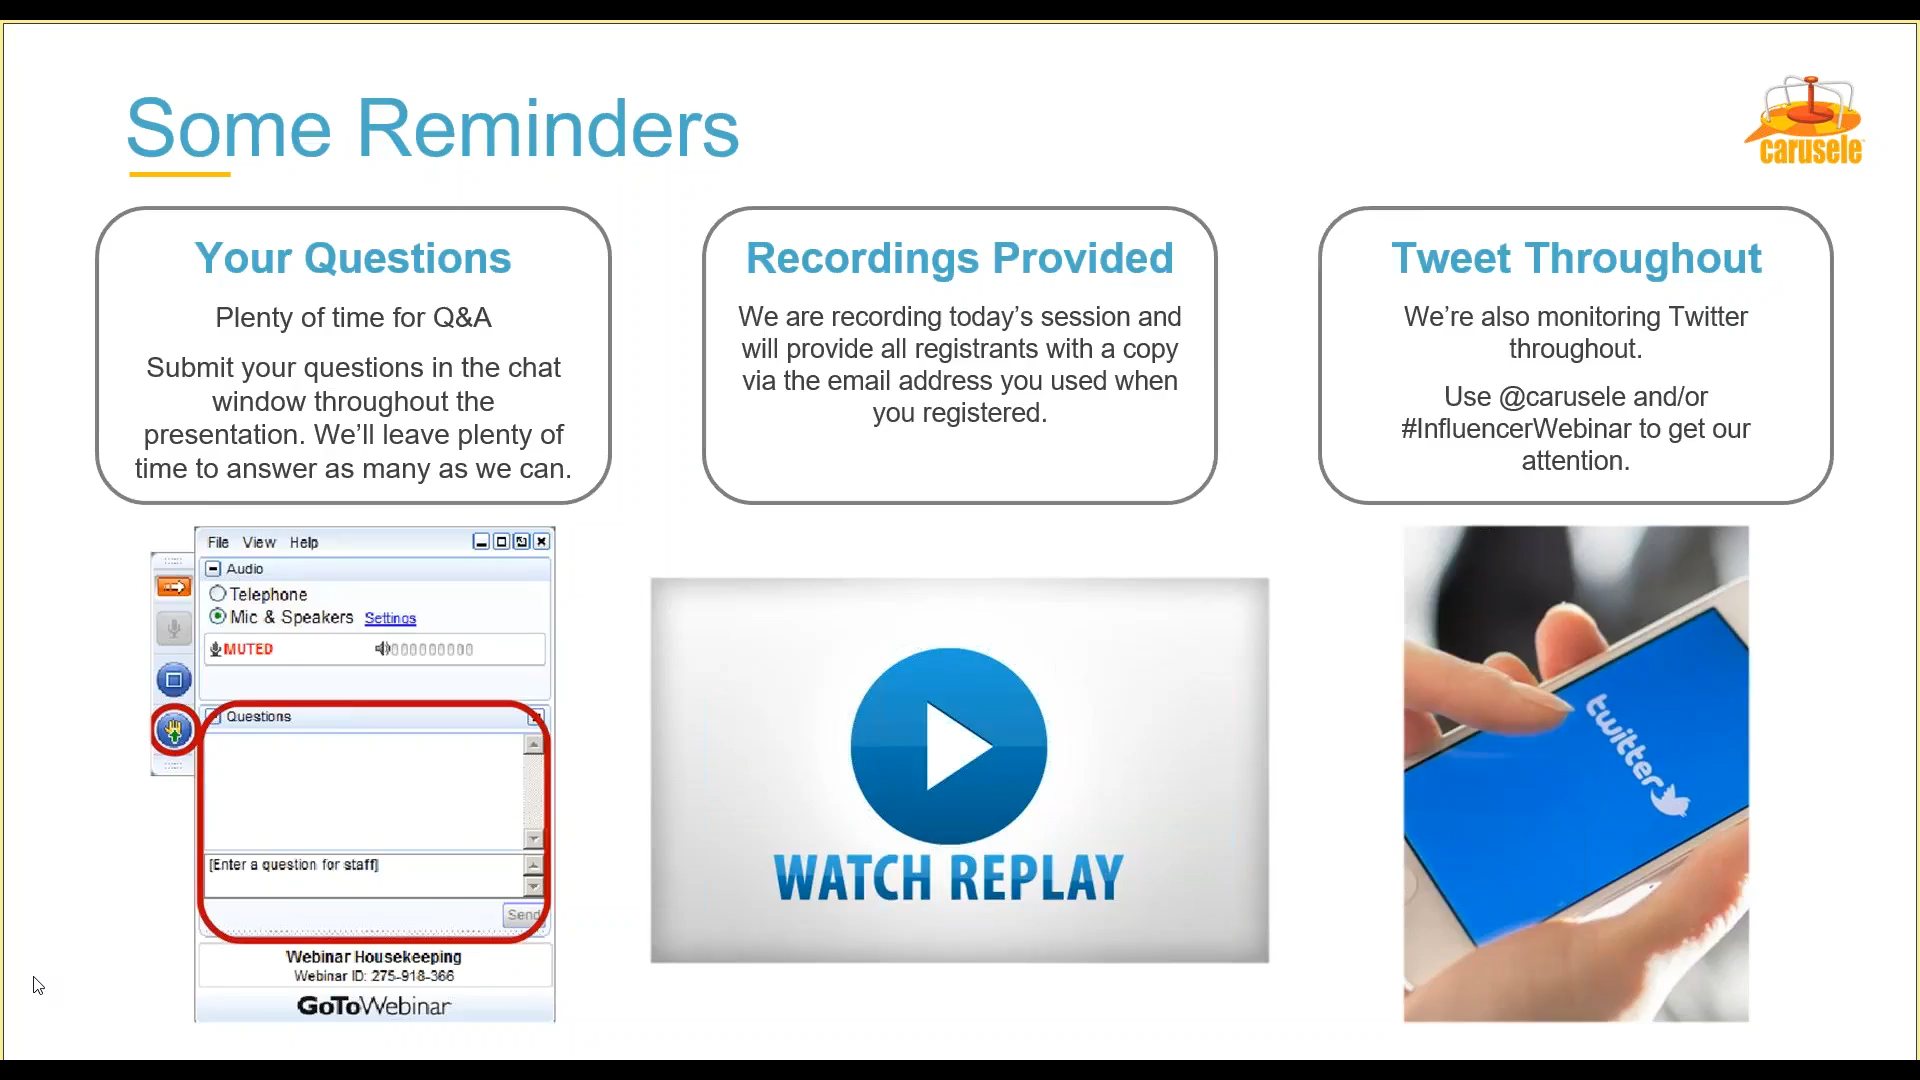 Some Reminders
carusele
Your Questions
Plenty of time for Q&A
Submit your questions in the chat
window throughout the
presentation. We’ll leave plenty of
time to answer as many as we can.
Recordings Provided
We are recording today’s session and
will provide all registrants with a copy
via the email address you used when
you registered.
Tweet Throughout
We’re also monitoring Twitter
throughout.
Use @carusele and/or
#InfluencerWebinar to get our
attention.
File View Help
Audio
Telephone
Mic & Speakers Settings
MUTED
Questions
[Enter a question for staff]
Send
Webinar Housekeeping
Webinar ID: 275-918-366
GoToWebinar
WATCH REPLAY
twitter